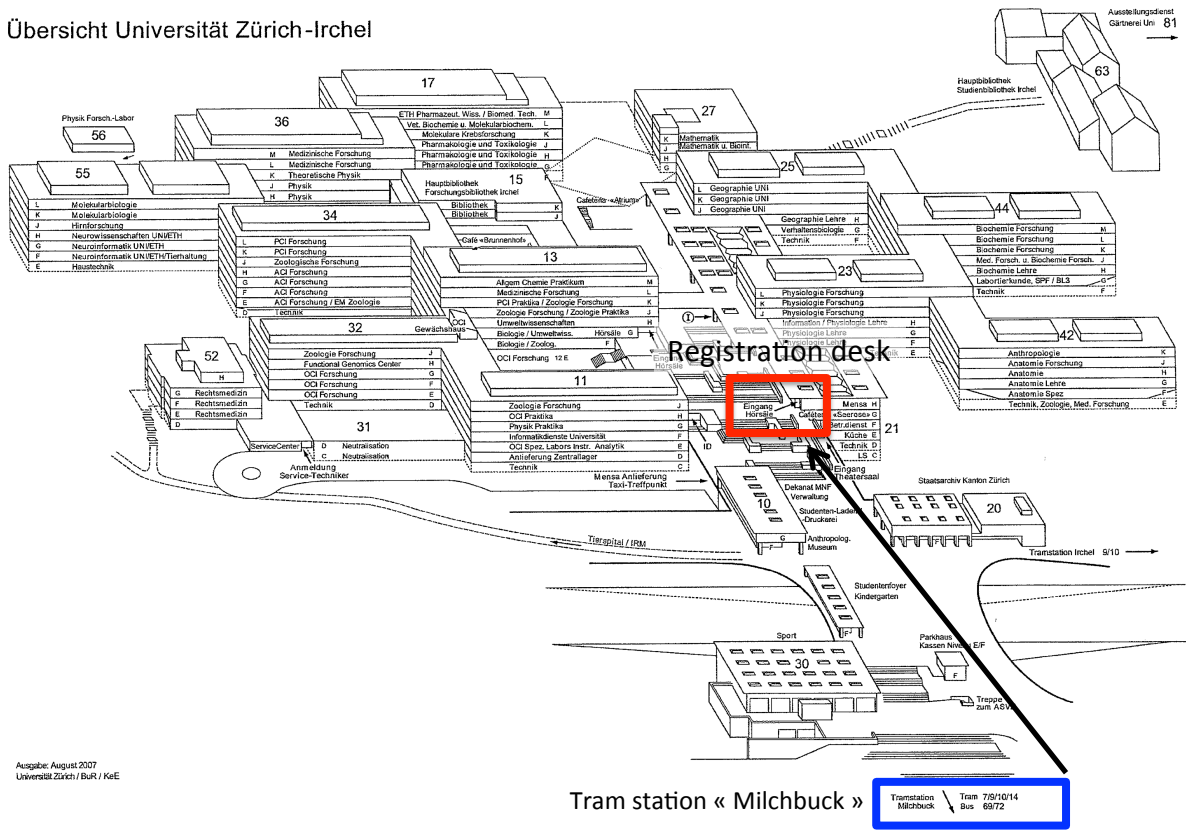 Übersicht Universität Zürich-Irchel
Ausstellungsdienst
Gärtnerei Uni 81
63
Hauptbibliothek
Studienbibliothek Irchel
17
ETH Pharmazeut. Wiss. / Biomed. Tech. M
Vet. Biochemie u. Molekularbiochem. L
Molekulare Krebsforschung K
Pharmakologie und Toxikologie J
Pharmakologie und Toxikologie H
Pharmakologie und Toxikologie G
F
27
K Mathematik
J Mathematik u. Bioint.
H
G
Physik Forsch.-Labor
56
36
M Medizinische Forschung
L Medizinische Forschung
K Theoretische Physik
J Physik
H Physik
15
Hauptbibliothek
Forschungsbibliothek Irchel
Bibliothek K
Bibliothek J
Cafeteria «Atrium»
Café «Brunnenhof»
25
L Geographie UNI
K Geographie UNI
J Geographie UNI
Geographie Lehre H
Verhaltensbiologie G
Technik F
55
L Molekularbiologie
K Molekularbiologie
J Hirnforschung
H Neurowissenschaften UNI/ETH
G Neuroinformatik UNI/ETH
F Neuroinformatik UNI/ETH/Tierhaltung
E Haustechnik
34
L PCI Forschung
K PCI Forschung
J Zoologische Forschung
H ACI Forschung
G ACI Forschung
F ACI Forschung
E ACI Forschung / EM Zoologie
D Technik
44
Biochemie Forschung M
Biochemie Forschung L
Biochemie Forschung K
Med. Forsch. u. Biochemie Forsch. J
Biochemie Lehre H
Labortierkunde, SPF / BL3 G
Technik F
13
Allgem Chemie Praktikum M
Medizinische Forschung L
PCI Praktika / Zoologie Forschung K
Zoologie Forschung / Zoologie Praktika J
Umweltwissenschaften H
Biologie / Umweltwiss. Hörsäle G
Biologie / Zoolog. F
OCI Forschung 12 E
23
L Physiologie Forschung
K Physiologie Forschung
J Physiologie Forschung
Information / Physiologie Lehre H
Physiologie Lehre G
Physiologie Lehre F
Technik E
I
Eingang
Hörsäle
32
OCI
Gewächshaus
Zoologie Forschung J
Functional Genomics Center H
OCI Forschung G
OCI Forschung F
OCI Forschung E
Technik D
42
Anthropologie K
Anatomie Forschung J
Anatomie H
Anatomie Lehre G
Anatomie Spez F
Technik, Zoologie, Med. Forschung E
Registration desk
52
H
G Rechtsmedizin
F Rechtsmedizin
E Rechtsmedizin
D
11
Zoologie Forschung J
OCI Praktika H
Physik Praktika G
Informatikdienste Universität F
OCI Spez. Labors Instr. Analytik E
Anlieferung Zentrallager D
Technik C
ID
Eingang
Hörsäle
Mensa H
Cafeteria «Seerose» G
Betr.dienst F
Küche E
Technik D
LS C
21
31
ServiceCenter
D Neutralisation
C Neutralisation
Anmeldung
Service-Techniker
Mensa Anlieferung
Taxi-Treffpunkt
Eingang
Theatersaal
Dekanat MNF
Verwaltung
Studenten-Laden
-Druckerei
Anthropolog.
Museum
10
G
F
Staatsarchiv Kanton Zürich
20
F
Tramstation Irchel 9/10
Tierspital / IRM
Studentenfoyer
Kindergarten
F
Sport
30
Parkhaus
Kassen Niveau E/F
F
Treppe
zum ASVZ
Ausgabe: August 2007
Universität Zürich / BuR / KeE
Tram station « Milchbuck »
Tramstation Tram 7/9/10/14
Milchbuck Bus 69/72